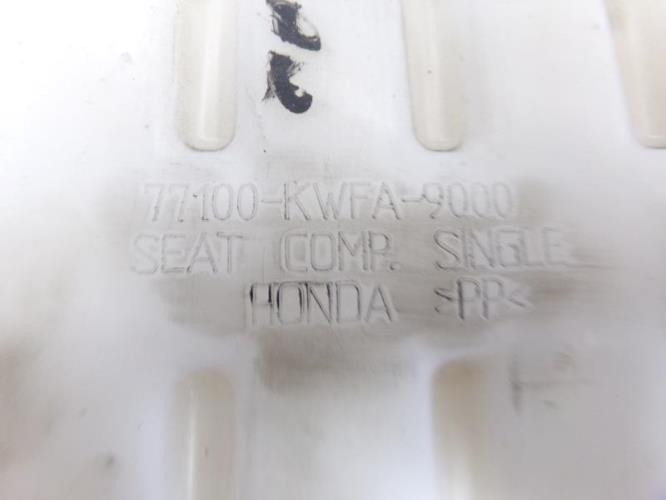 77100-KWFA-9000
SEAT COMP. SINGLE
HONDA >PP<